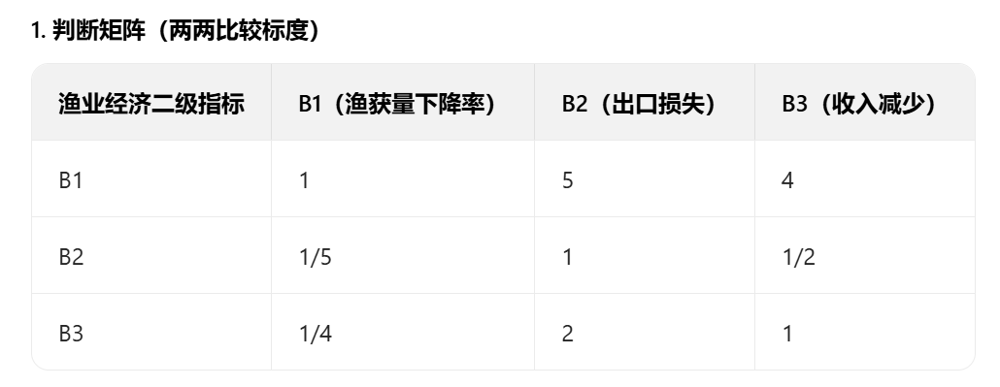 1. 判断矩阵（两两比较标度）
渔业经济二级指标 B1（渔获量下降率） B2（出口损失） B3（收入减少）
B1 1 5 4
B2 1/5 1 1/2
B3 1/4 2 1